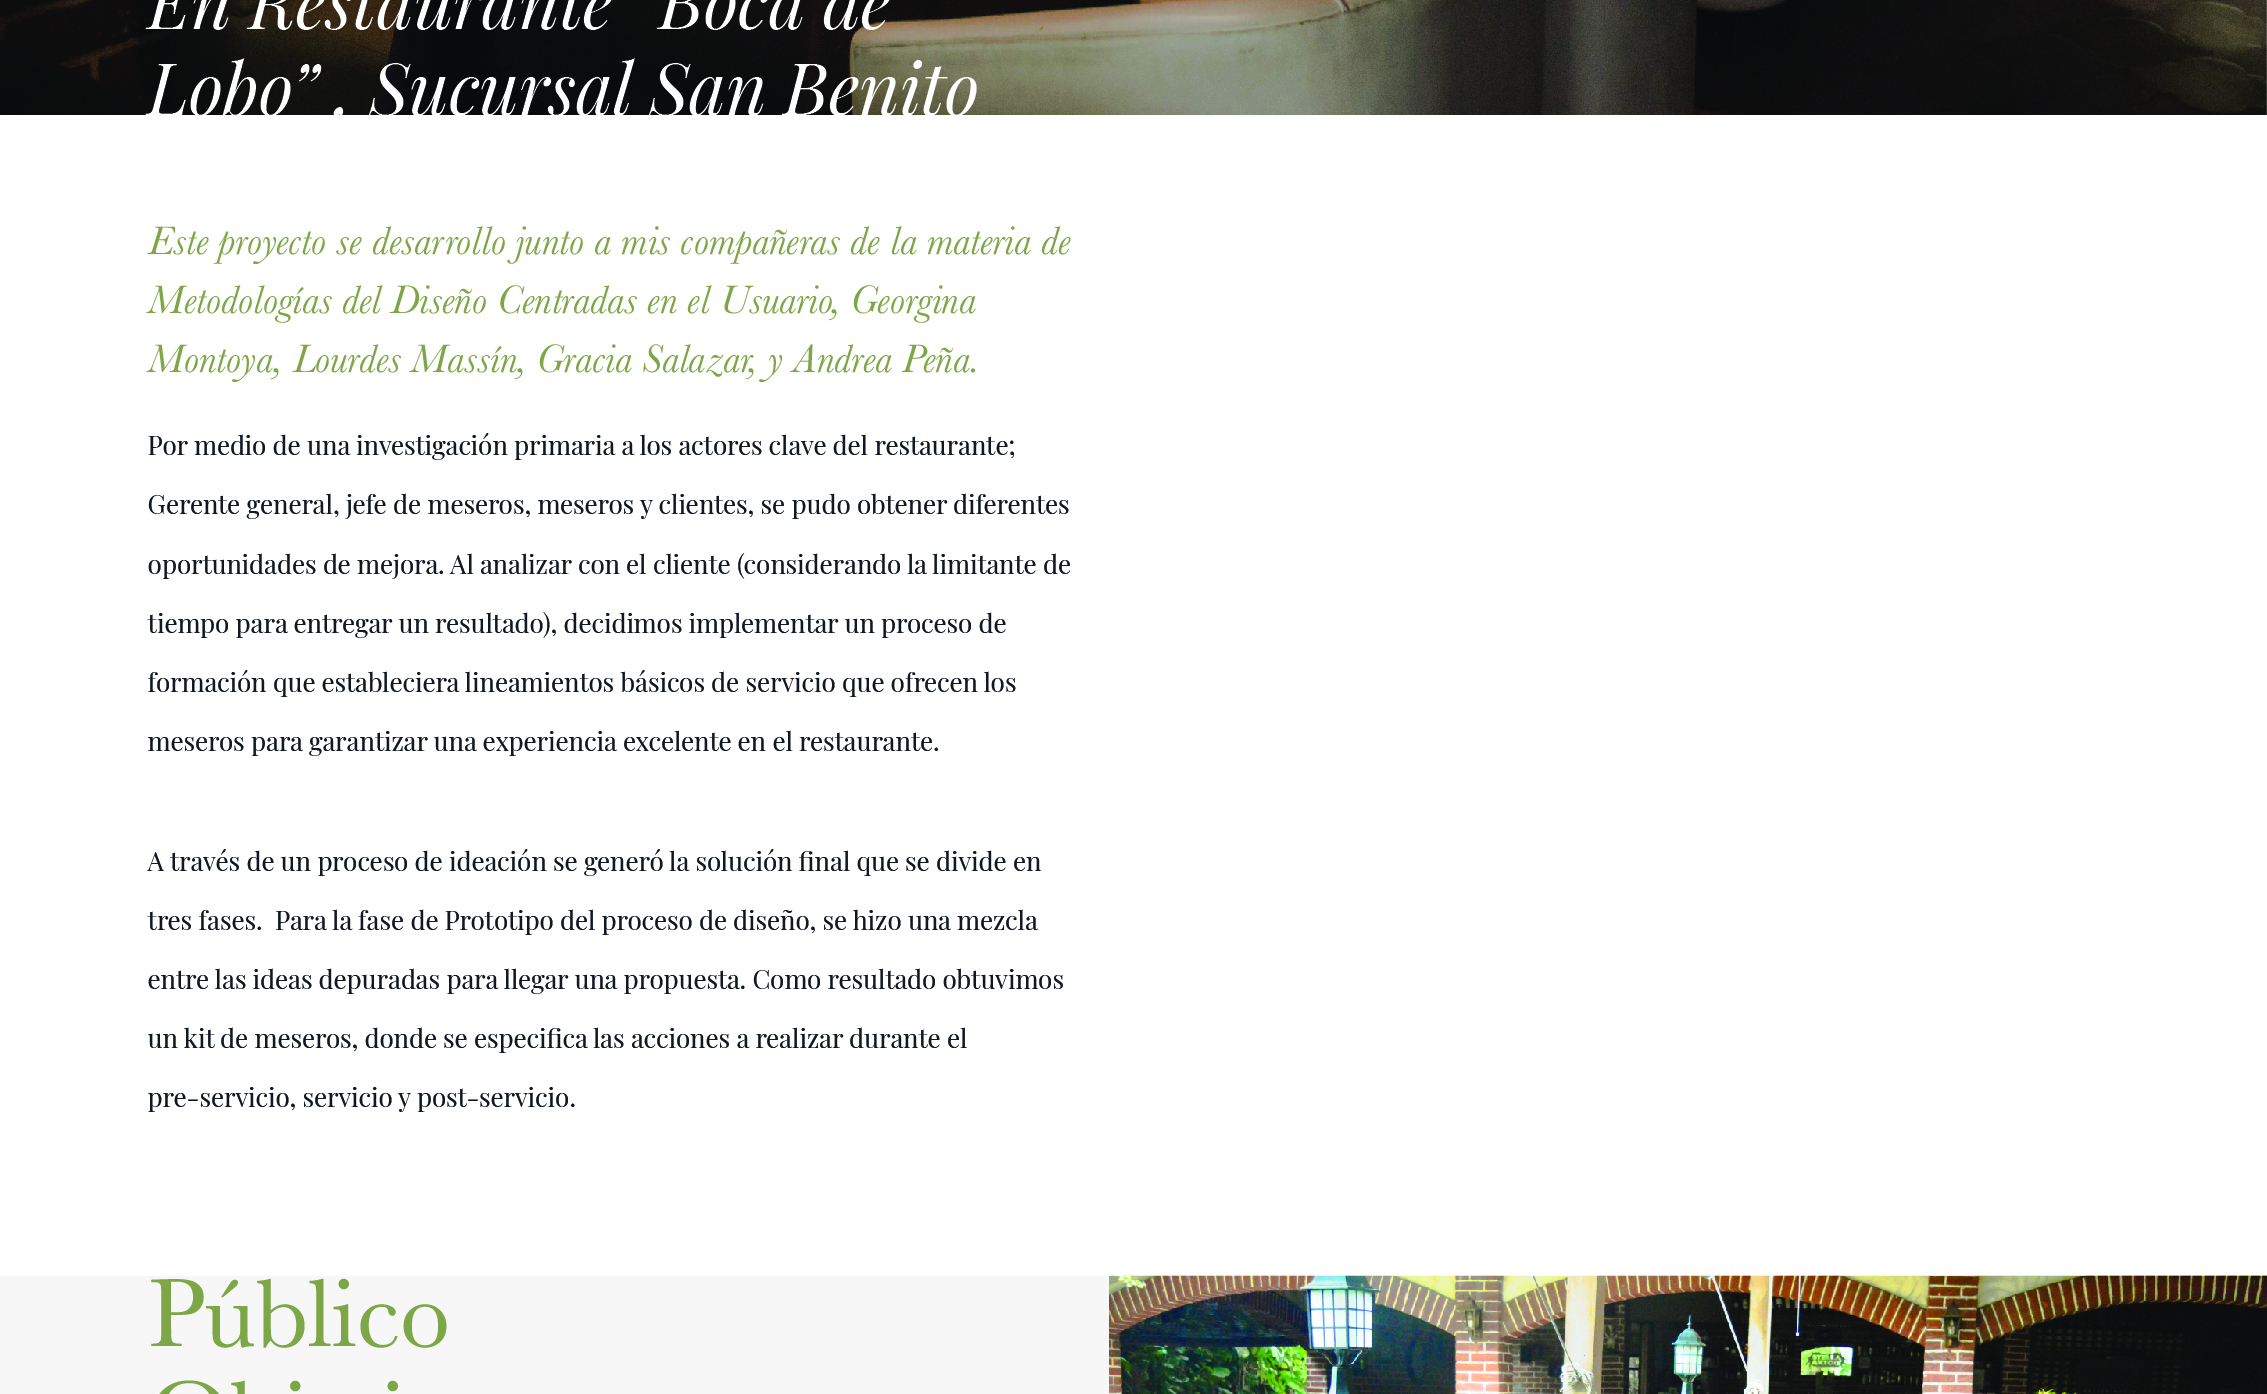 En Restaurante "Boca de
Lobo” . Sucursal San Benito
Este proyecto se desarrollo junto a mis compañeras de la materia de
Metodologías del Diseño Centradas en el Usuario, Georgina
Montoya, Lourdes Massín, Gracia Salazar, y Andrea Peña.
Por medio de una investigación primaria a los actores clave del restaurante;
Gerente general, jefe de meseros, meseros y clientes, se pudo obtener diferentes
oportunidades de mejora. Al analizar con el cliente (considerando la limitante de
tiempo para entregar un resultado), decidimos implementar un proceso de
formación que estableciera lineamientos básicos de servicio que ofrecen los
meseros para garantizar una experiencia excelente en el restaurante.
A través de un proceso de ideación se generó la solución final que se divide en
tres fases.  Para la fase de Prototipo del proceso de diseño, se hizo una mezcla
entre las ideas depuradas para llegar una propuesta. Como resultado obtuvimos
un kit de meseros, donde se especifica las acciones a realizar durante el
pre-servicio, servicio y post-servicio.
Público